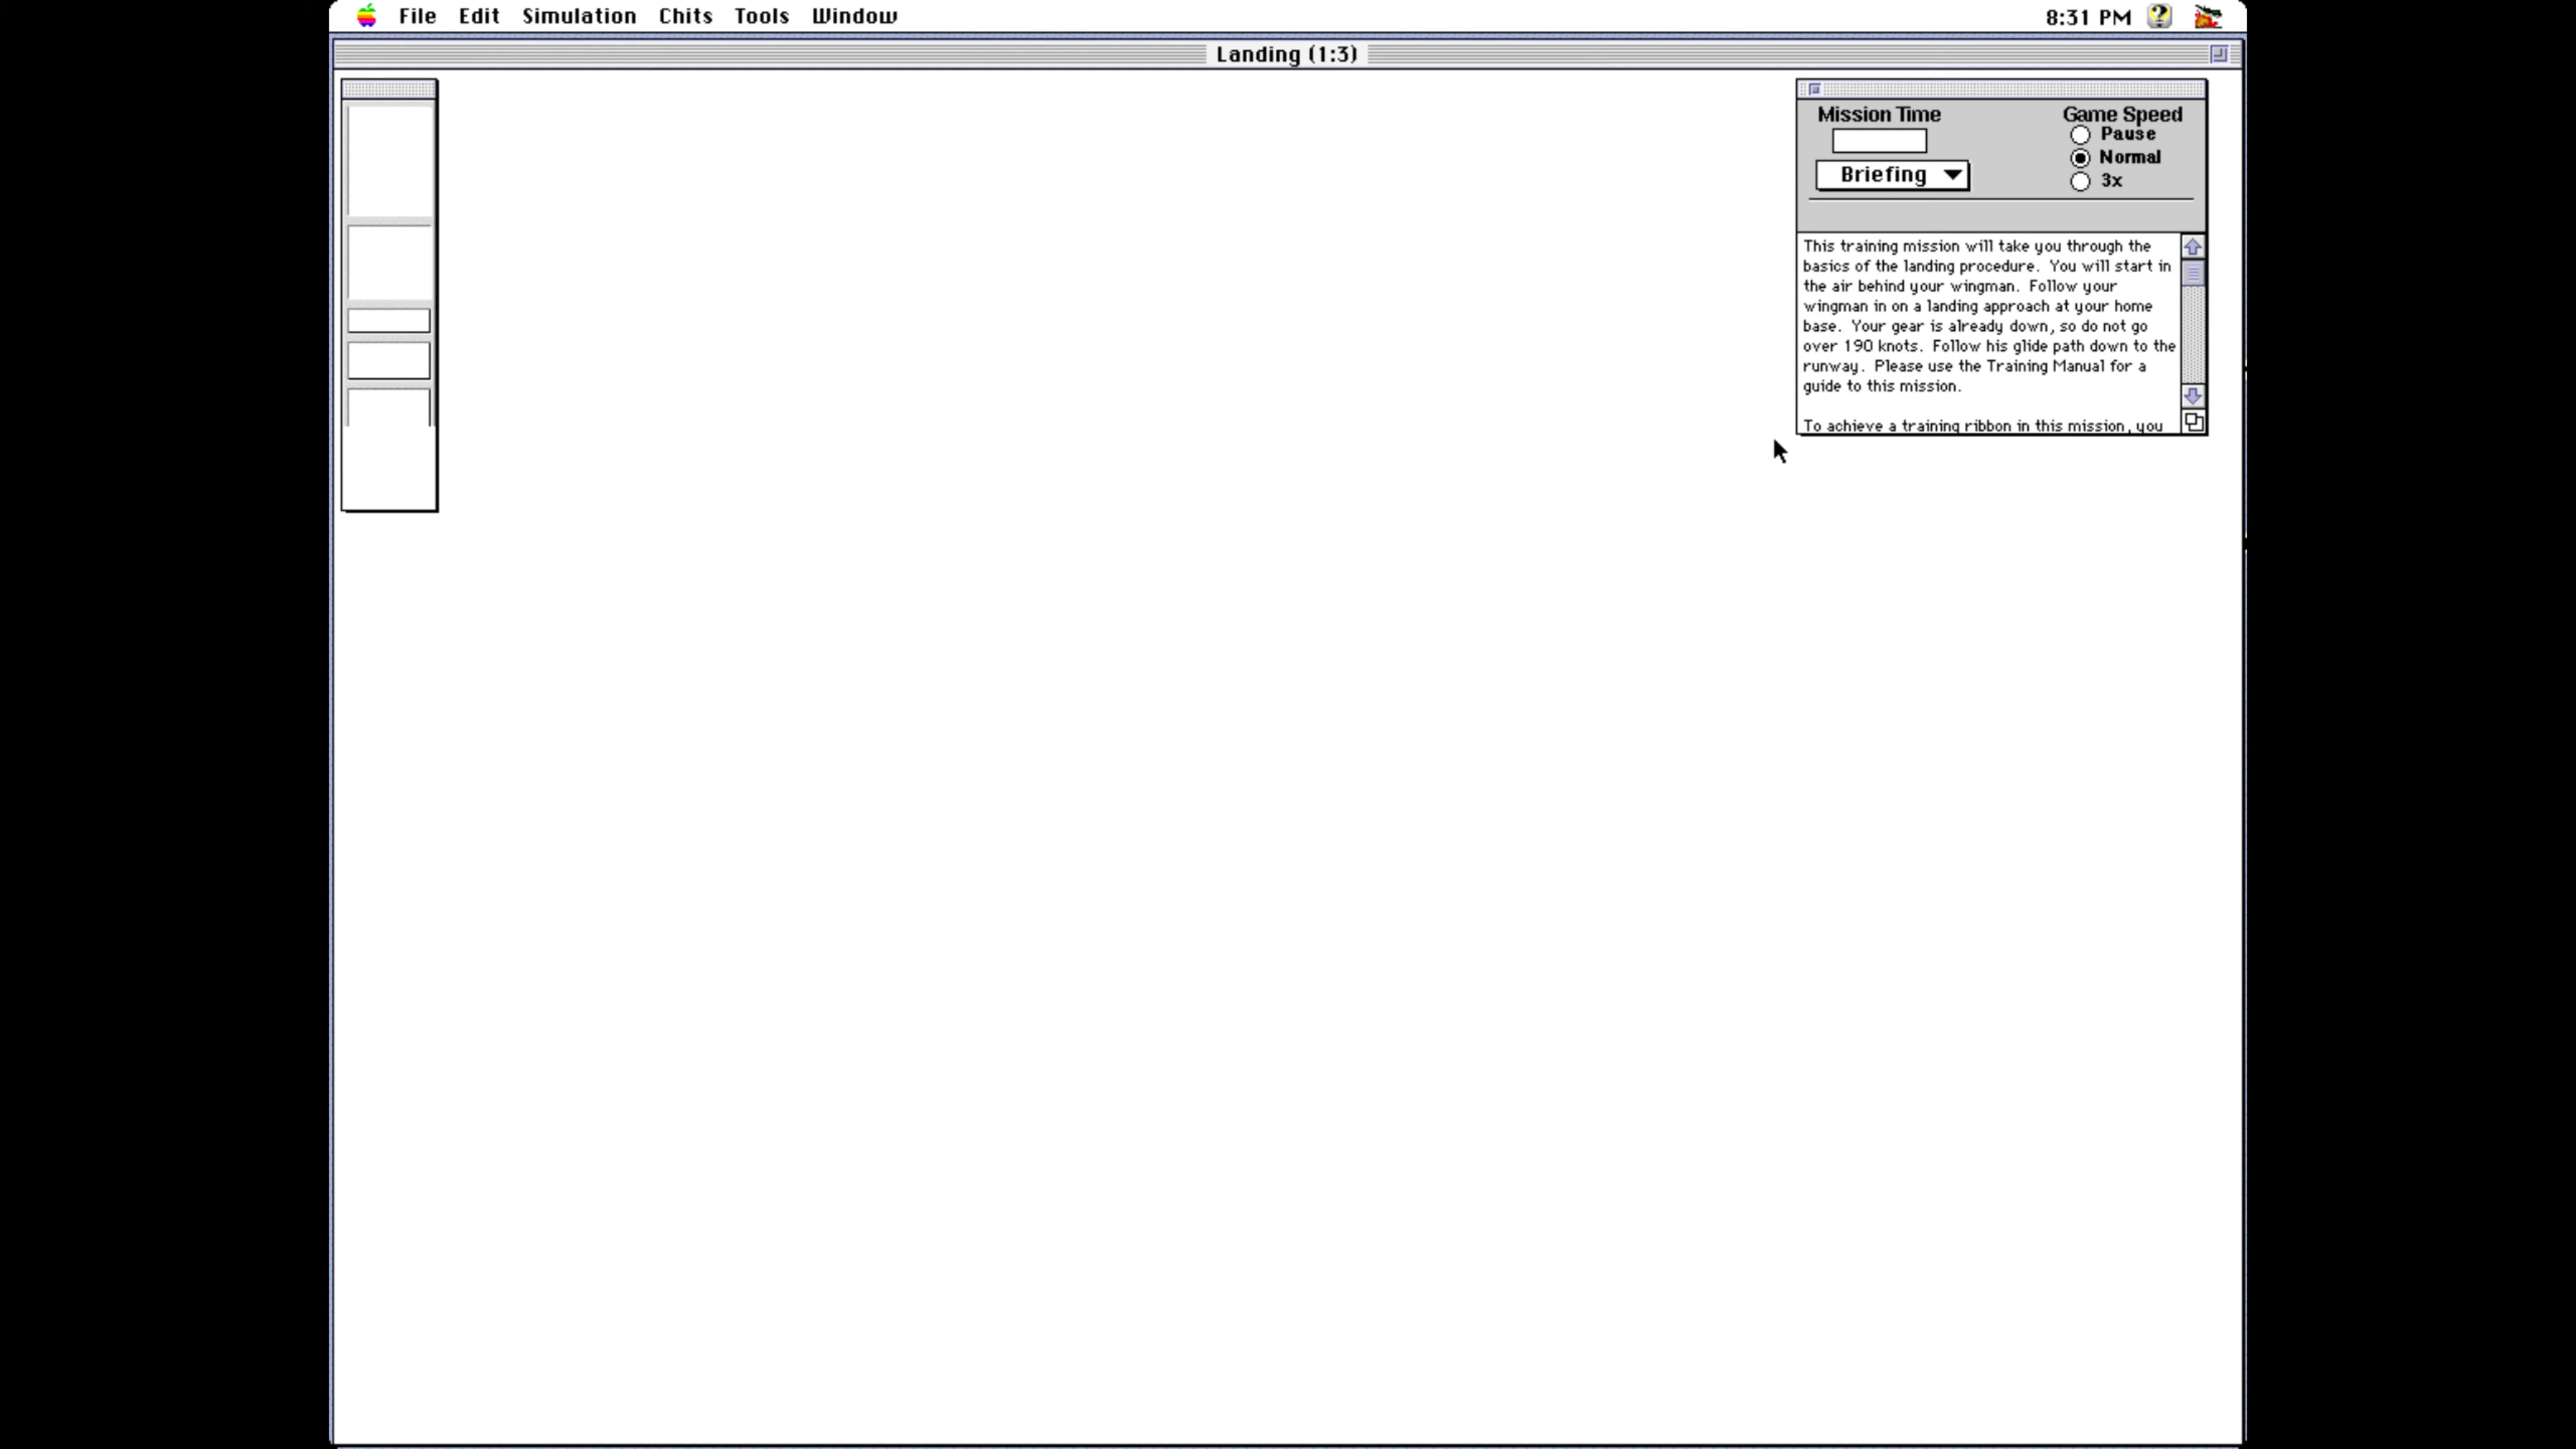 File Edit Simulation Chits Tools Window 8:31 PM
Landing (1:3)
Mission Time
Game Speed
Pause
Normal
3x
Briefing
This training mission will take you through the
basics of the landing procedure. You will start in
the air behind your wingman. Follow your
wingman in on a landing approach at your home
base. Your gear is already down, so do not go
over 190 knots. Follow his glide path down to the
runway. Please use the Training Manual for a
guide to this mission.
To achieve a training ribbon in this mission, you